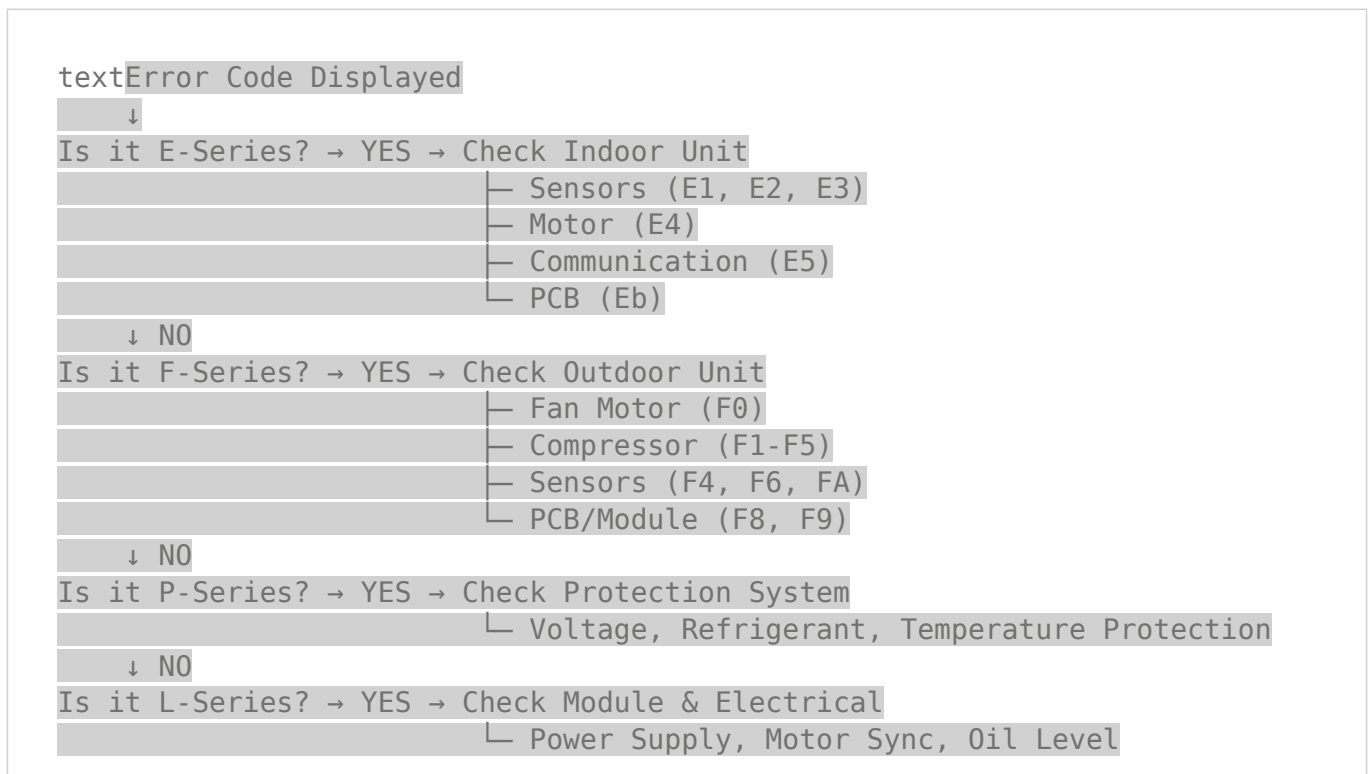 textError Code Displayed
↓
Is it E-Series? → YES → Check Indoor Unit
├─ Sensors (E1, E2, E3)
├─ Motor (E4)
├─ Communication (E5)
└─ PCB (Eb)
↓ NO
Is it F-Series? → YES → Check Outdoor Unit
├─ Fan Motor (F0)
├─ Compressor (F1-F5)
├─ Sensors (F4, F6, FA)
└─ PCB/Module (F8, F9)
↓ NO
Is it P-Series? → YES → Check Protection System
└─ Voltage, Refrigerant, Temperature Protection
↓ NO
Is it L-Series? → YES → Check Module & Electrical
└─ Power Supply, Motor Sync, Oil Level